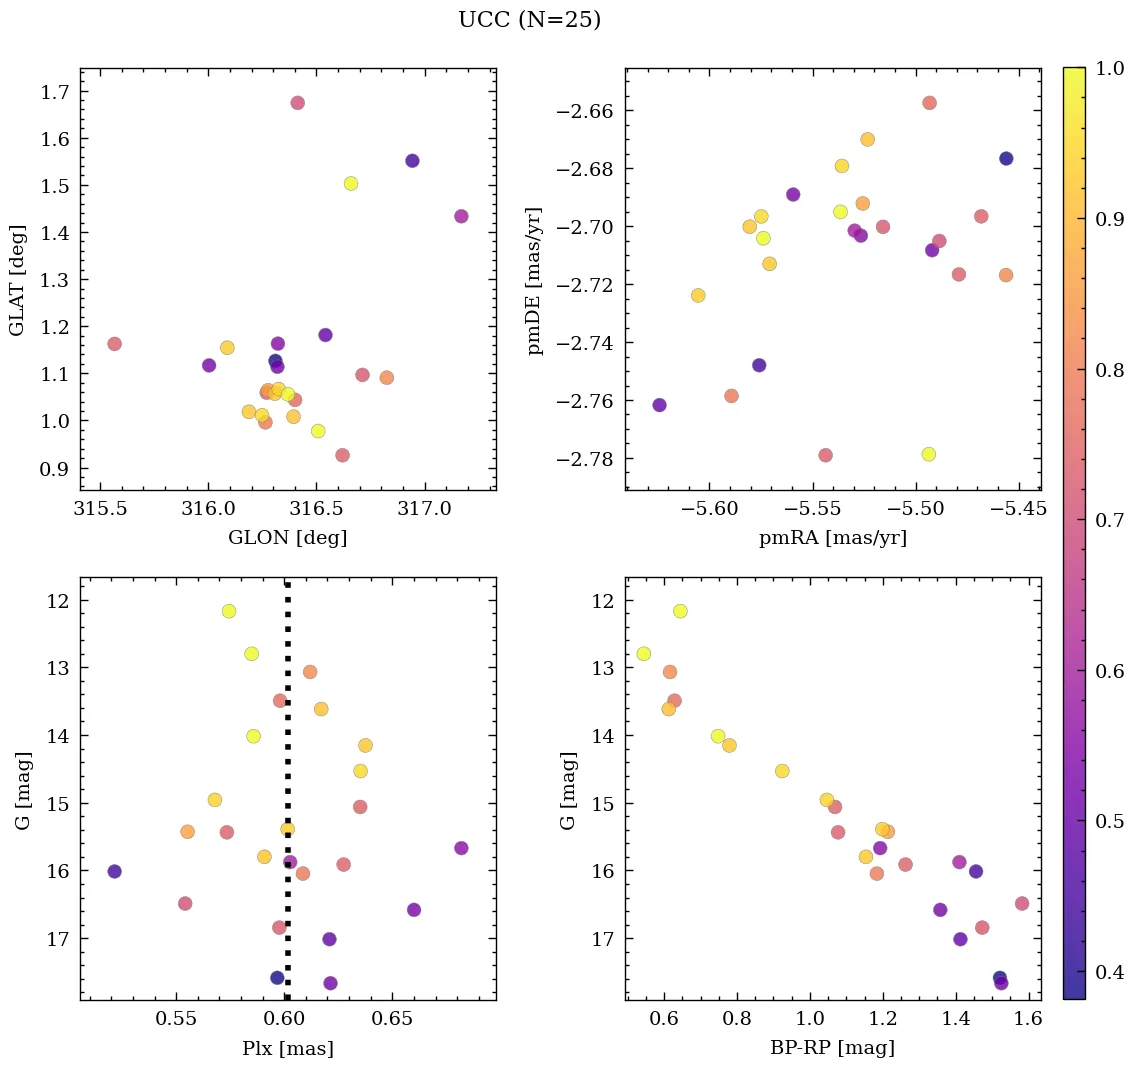 UCC (N=25)
1.7
1.6
1.5
1.4
1.3
1.2
1.1
1.0
0.9
GLAT [deg]
315.5 316.0 316.5 317.0
GLON [deg]
−2.66
−2.68
−2.70
−2.72
−2.74
−2.76
−2.78
pmDE [mas/yr]
−5.60 −5.55 −5.50 −5.45
pmRA [mas/yr]
12
13
14
15
16
17
G [mag]
0.55 0.60 0.65
Plx [mas]
12
13
14
15
16
17
G [mag]
0.6 0.8 1.0 1.2 1.4 1.6
BP-RP [mag]
1.0
0.9
0.8
0.7
0.6
0.5
0.4